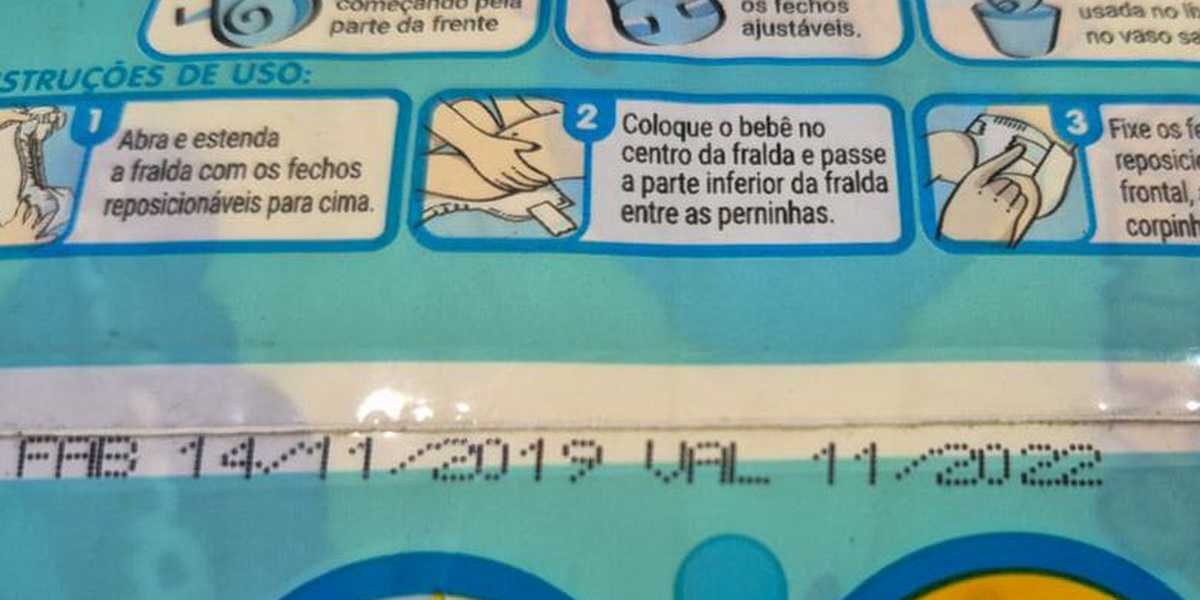 começando pela
parte da frente
os fechos
ajustáveis.
usada no
no vaso
DE USO:
1
Abra e estenda
a fralda com os fechos
reposicionáveis para cima.
2
Coloque o bebê no
centro da fralda e passe
a parte inferior da fralda
entre as perninhas.
3
Fixe os
frontal,
FAB 14/11/2019 VAL 11/2022